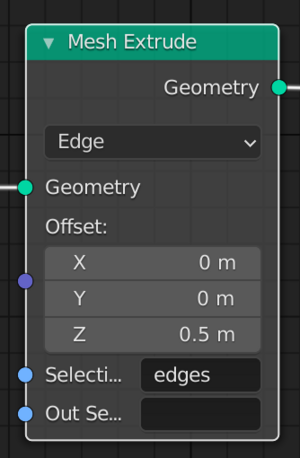 Mesh Extrude
Geometry
Edge
Geometry
Offset:
X 0 m
Y 0 m
Z 0.5 m
Selecti... edges
Out Se...